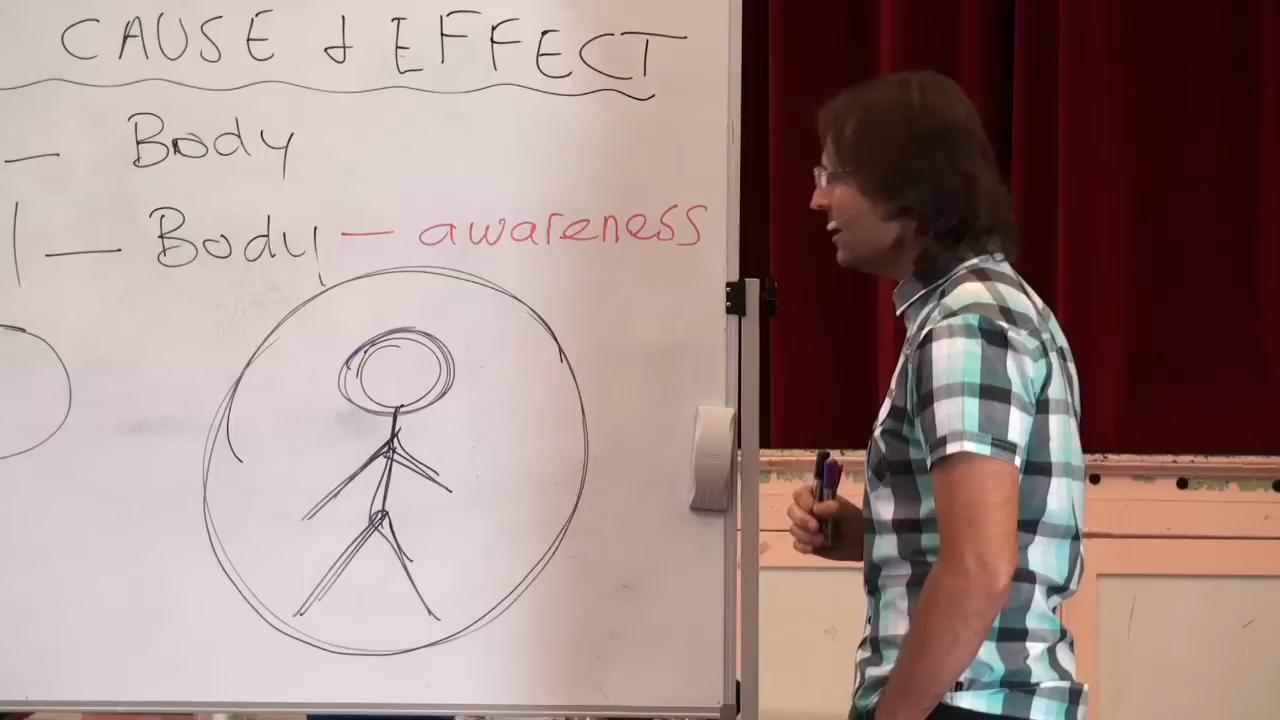 CAUSE & EFFECT
— Body
| — Body — awareness